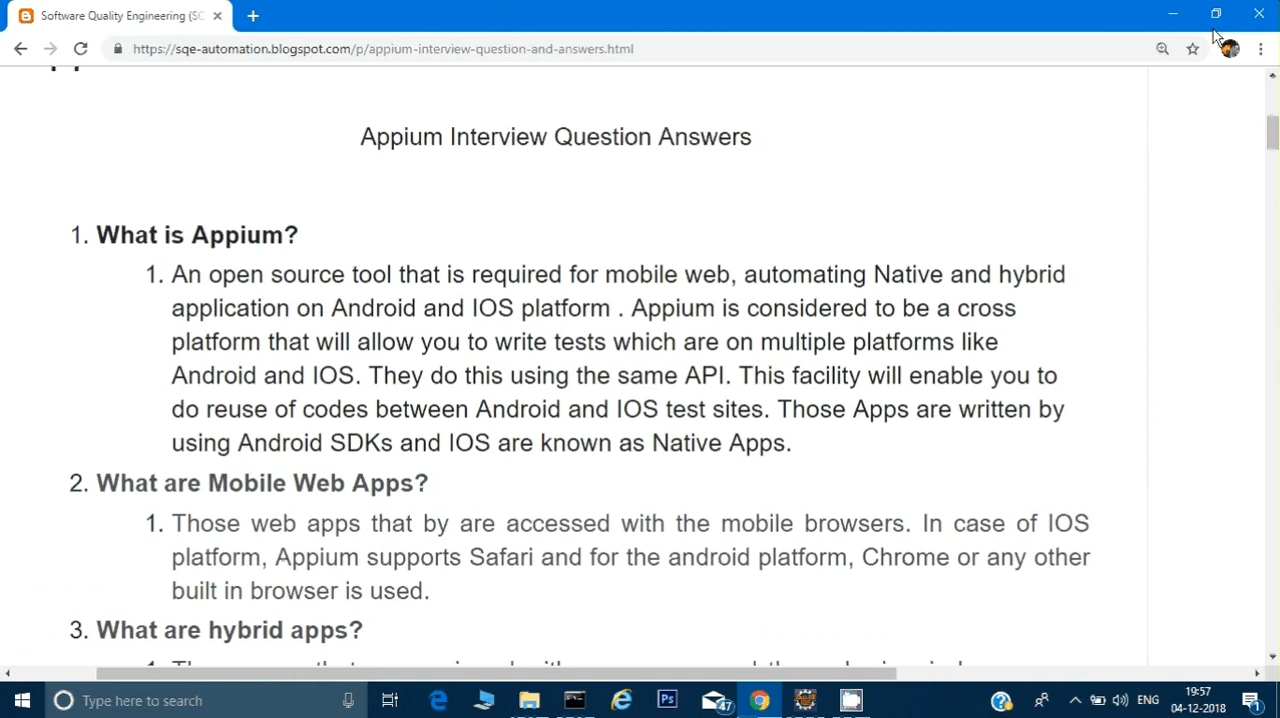 Software Quality Engineering (SC
https://sqe-automation.blogspot.com/p/appium-interview-question-and-answers.html
Appium Interview Question Answers
1. What is Appium?
1. An open source tool that is required for mobile web, automating Native and hybrid
application on Android and IOS platform . Appium is considered to be a cross
platform that will allow you to write tests which are on multiple platforms like
Android and IOS. They do this using the same API. This facility will enable you to
do reuse of codes between Android and IOS test sites. Those Apps are written by
using Android SDKs and IOS are known as Native Apps.
2. What are Mobile Web Apps?
1. Those web apps that by are accessed with the mobile browsers. In case of IOS
platform, Appium supports Safari and for the android platform, Chrome or any other
built in browser is used.
3. What are hybrid apps?
Type here to search
Ps
47
ENG
19:57
04-12-2018
1